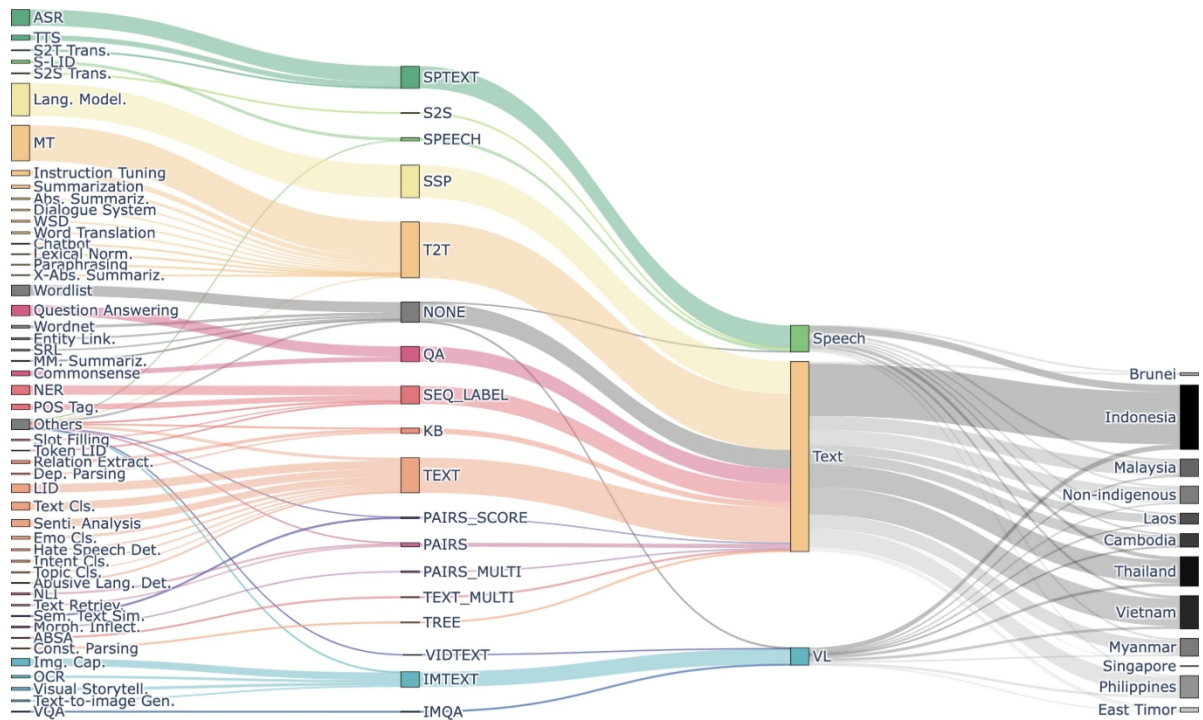 ASR
TTS
S2T Trans.
S-LID
S2S Trans.
Lang. Model.
MT
Instruction Tuning
Summarization
Abs. Summariz.
Dialogue System
WSD
Word Translation
Chatbot
Lexical Norm.
Paraphrasing
X-Abs. Summariz.
Wordlist
Question Answering
Wordnet
Entity Link.
SRL
MM. Summariz.
Commonsense
NER
POS Tag.
Others
Slot Filling
Token LID
Relation Extract.
Dep. Parsing
LID
Text Cls.
Senti. Analysis
Emo Cls.
Hate Speech Det.
Intent Cls.
Topic Cls.
Abusive Lang. Det.
NLI
Text Retriev.
Sem. Text Sim.
Morph. Inflect.
ABSA
Const. Parsing
Img. Cap.
OCR
Visual Storytell.
Text-to-image Gen.
VQA
SPTEXT
S2S
SPEECH
SSP
T2T
NONE
QA
SEQ_LABEL
KB
TEXT
PAIRS_SCORE
PAIRS
PAIRS_MULTI
TEXT_MULTI
TREE
VIDTEXT
IMTEXT
IMQA
Speech
Text
VL
Brunei
Indonesia
Malaysia
Non-indigenous
Laos
Cambodia
Thailand
Vietnam
Myanmar
Singapore
Philippines
East Timor